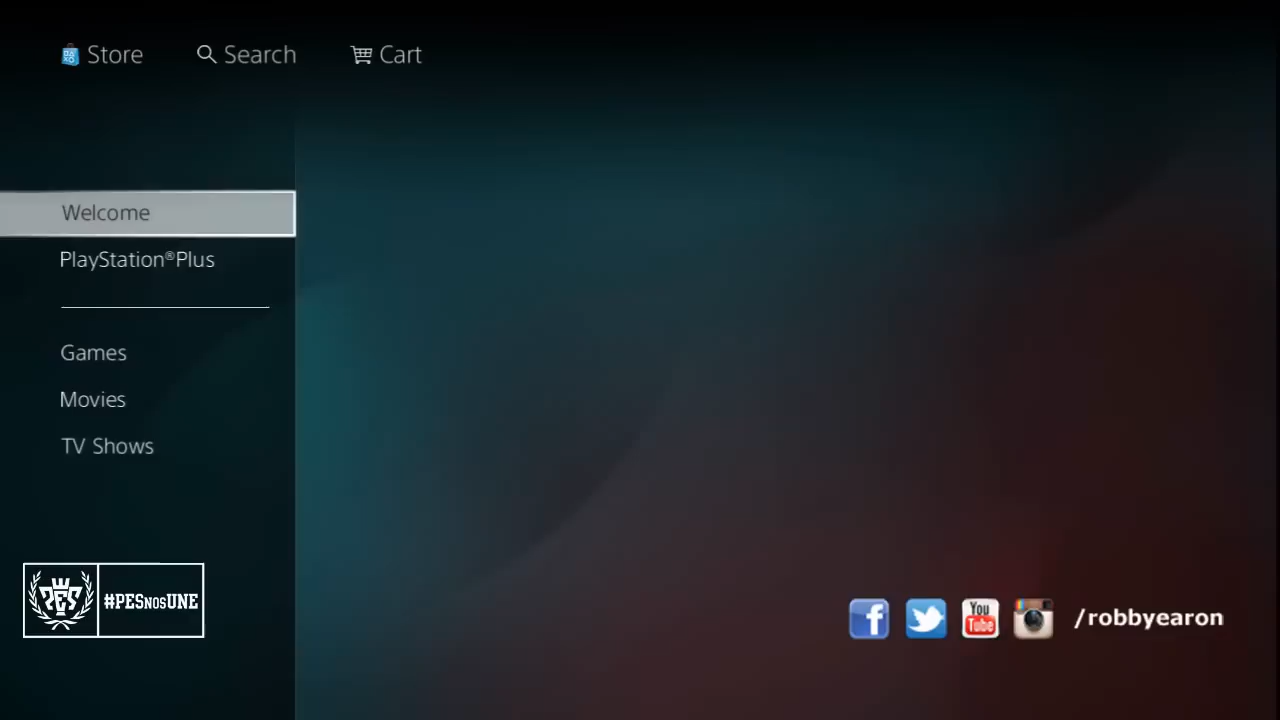 Store
Search
Cart
Welcome
PlayStation®Plus
Games
Movies
TV Shows
PES
#PESNOSUNE
You
Tube
/robbyearon